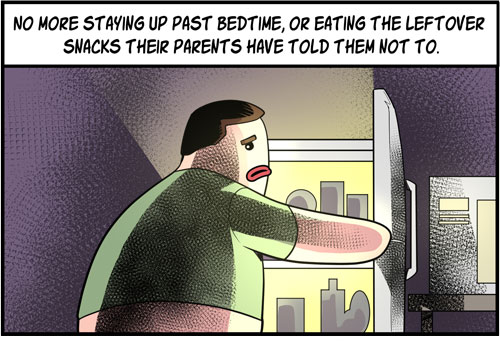 NO MORE STAYING UP PAST BEDTIME, OR EATING THE LEFTOVER
SNACKS THEIR PARENTS HAVE TOLD THEM NOT TO.